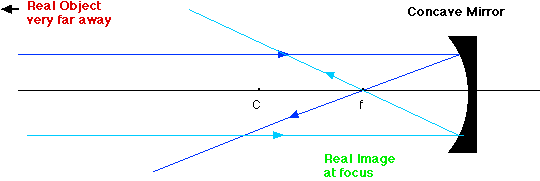 Real Object
very far away
Concave Mirror
C
f
Real Image
at focus